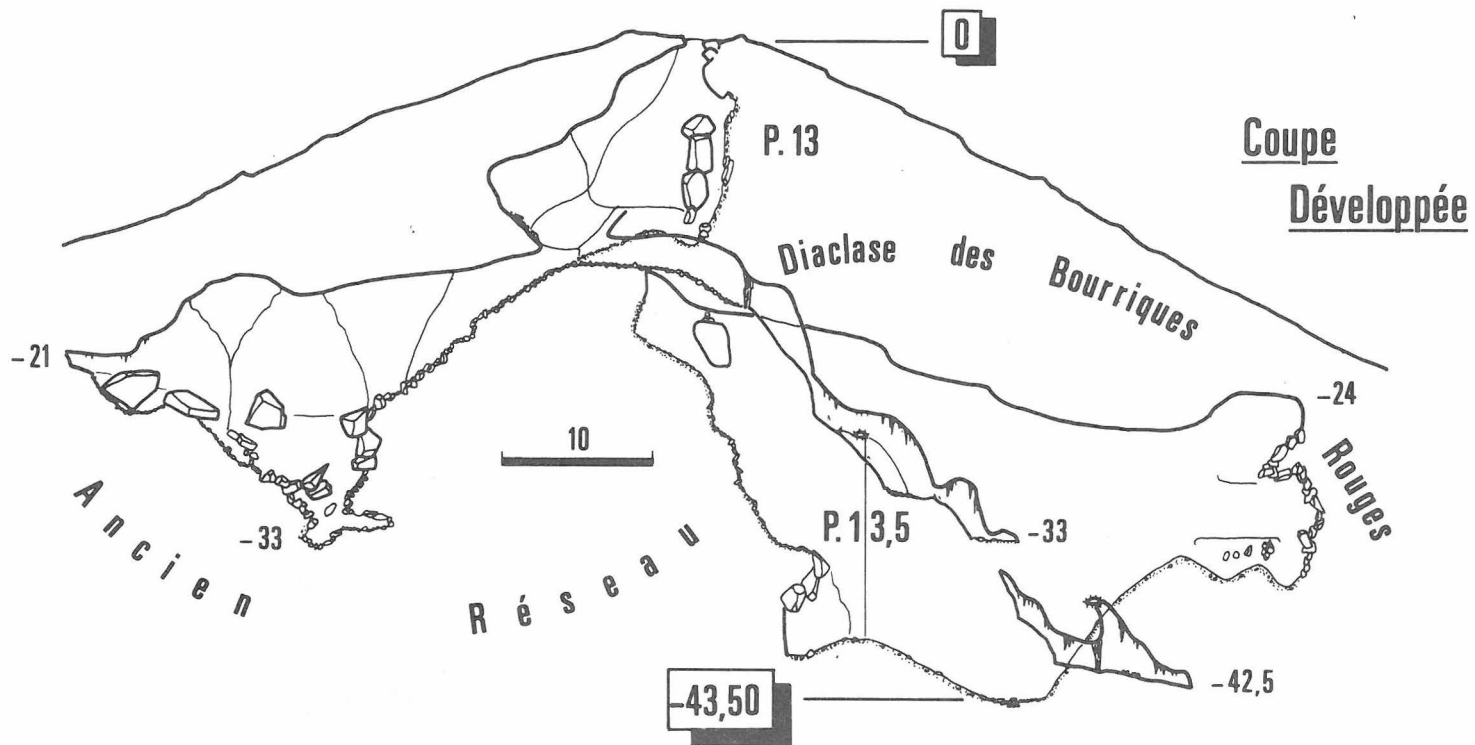 0
P. 13
Coupe
Développée
Diaclase des Bourriques
Rouges
-21
-24
10
-33
P. 13,5
-33
Ancien Réseau
-42,5
-43,50